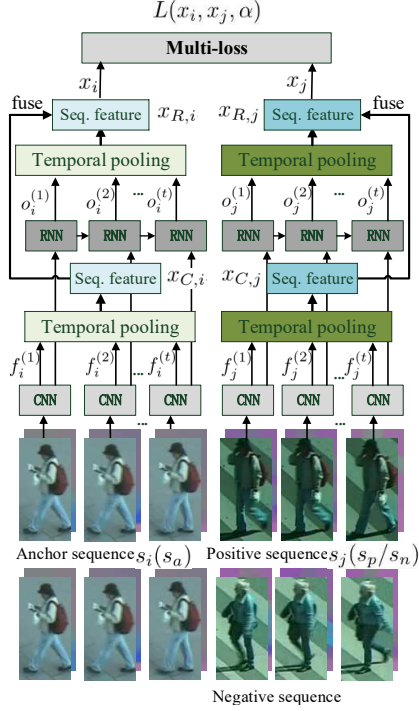 L(x_i, x_j, α)
Multi-loss
x_i x_j
fuse fuse
Seq. feature x_{R,i} x_{R,j} Seq. feature
Temporal pooling Temporal pooling
o_i^{(1)} o_i^{(2)} ... o_i^{(t)} o_j^{(1)} o_j^{(2)} ... o_j^{(t)}
RNN RNN RNN RNN RNN RNN
Seq. feature x_{C,i} x_{C,j} Seq. feature
Temporal pooling Temporal pooling
f_i^{(1)} f_i^{(2)} ... f_i^{(t)} f_j^{(1)} f_j^{(2)} ... f_j^{(t)}
CNN CNN CNN CNN CNN CNN
... ...
Anchor sequence s_i(s_a) Positive sequence s_j(s_p/s_n)
Negative sequence